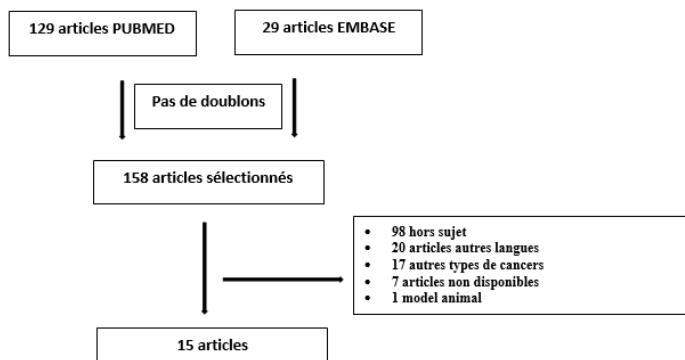 129 articles PUBMED
29 articles EMBASE
Pas de doublons
158 articles sélectionnés
• 98 hors sujet
• 20 articles autres langues
• 17 autres types de cancers
• 7 articles non disponibles
• 1 model animal
15 articles